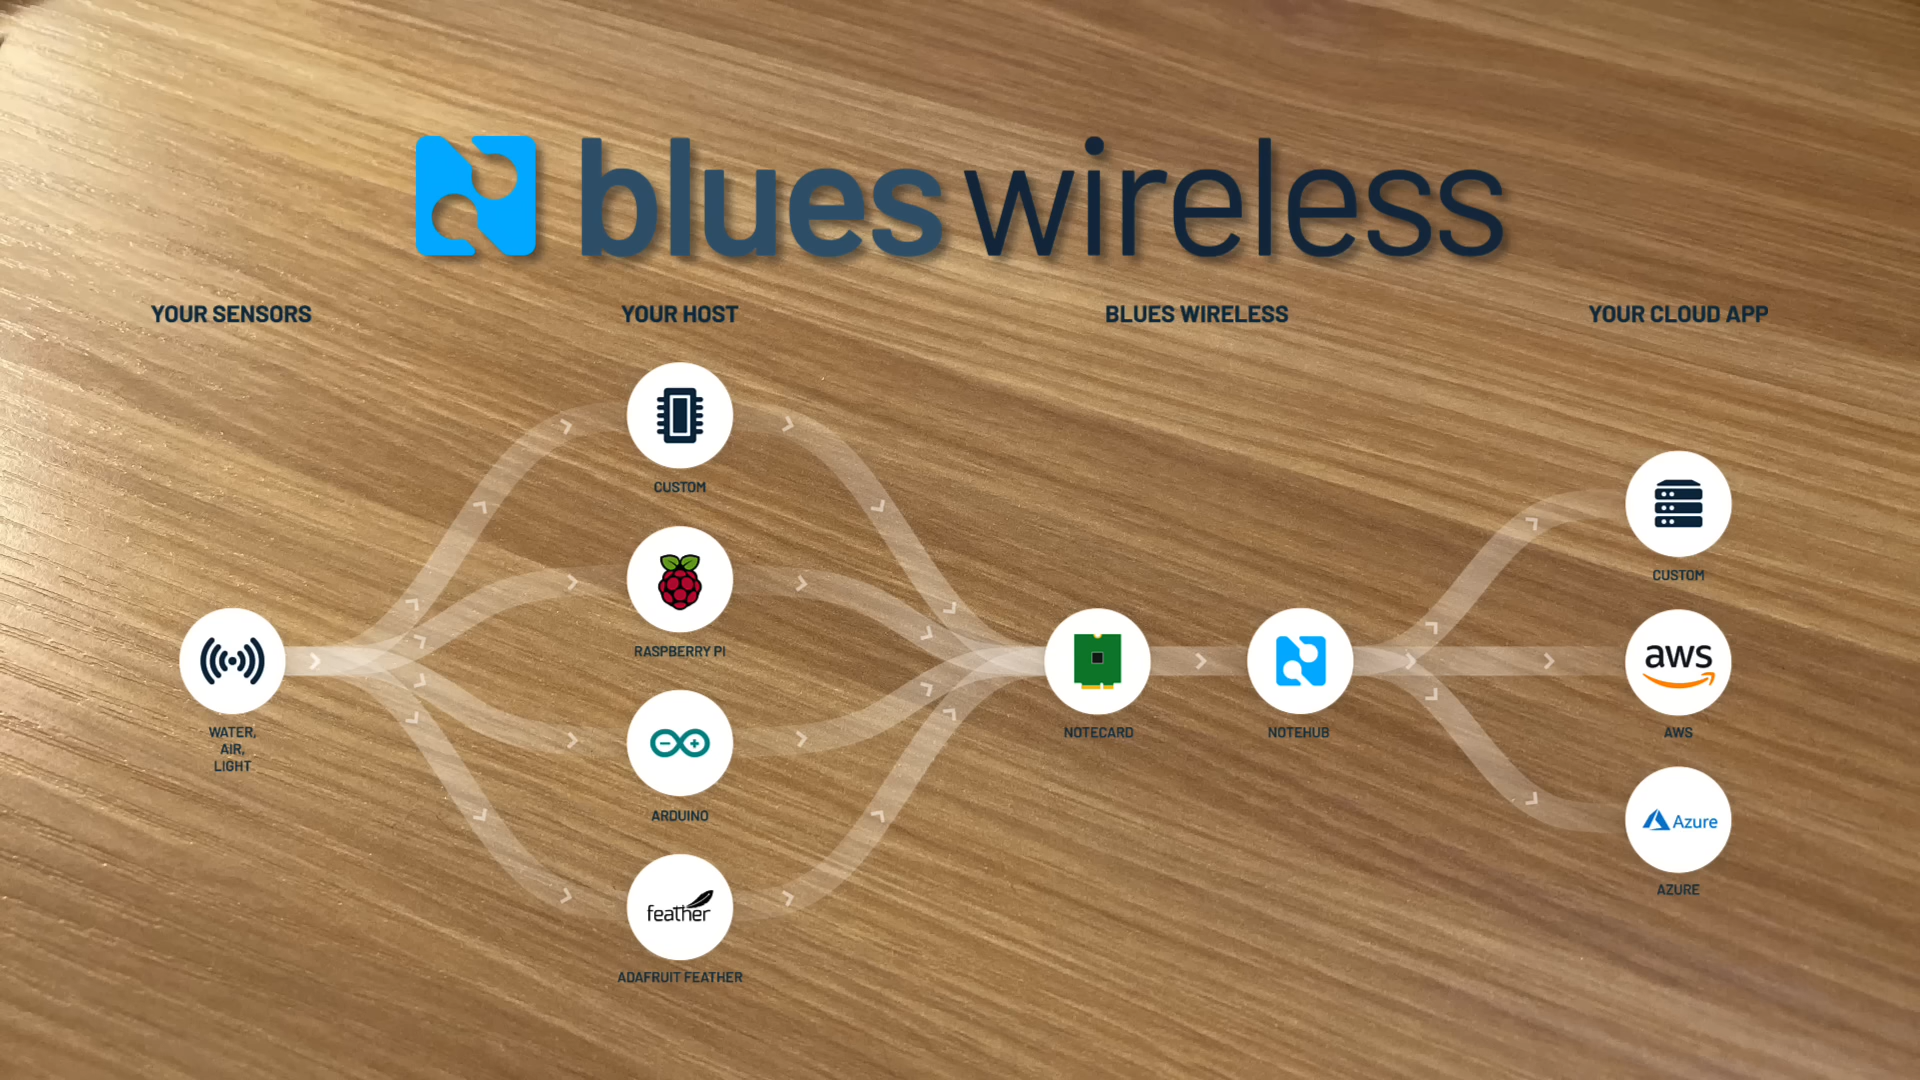 blues wireless
YOUR SENSORS
YOUR HOST
BLUES WIRELESS
YOUR CLOUD APP
WATER,
AIR,
LIGHT
CUSTOM
RASPBERRY PI
ARDUINO
feather
ADAFRUIT FEATHER
NOTECARD
NOTEHUB
CUSTOM
aws
AWS
Azure
AZURE